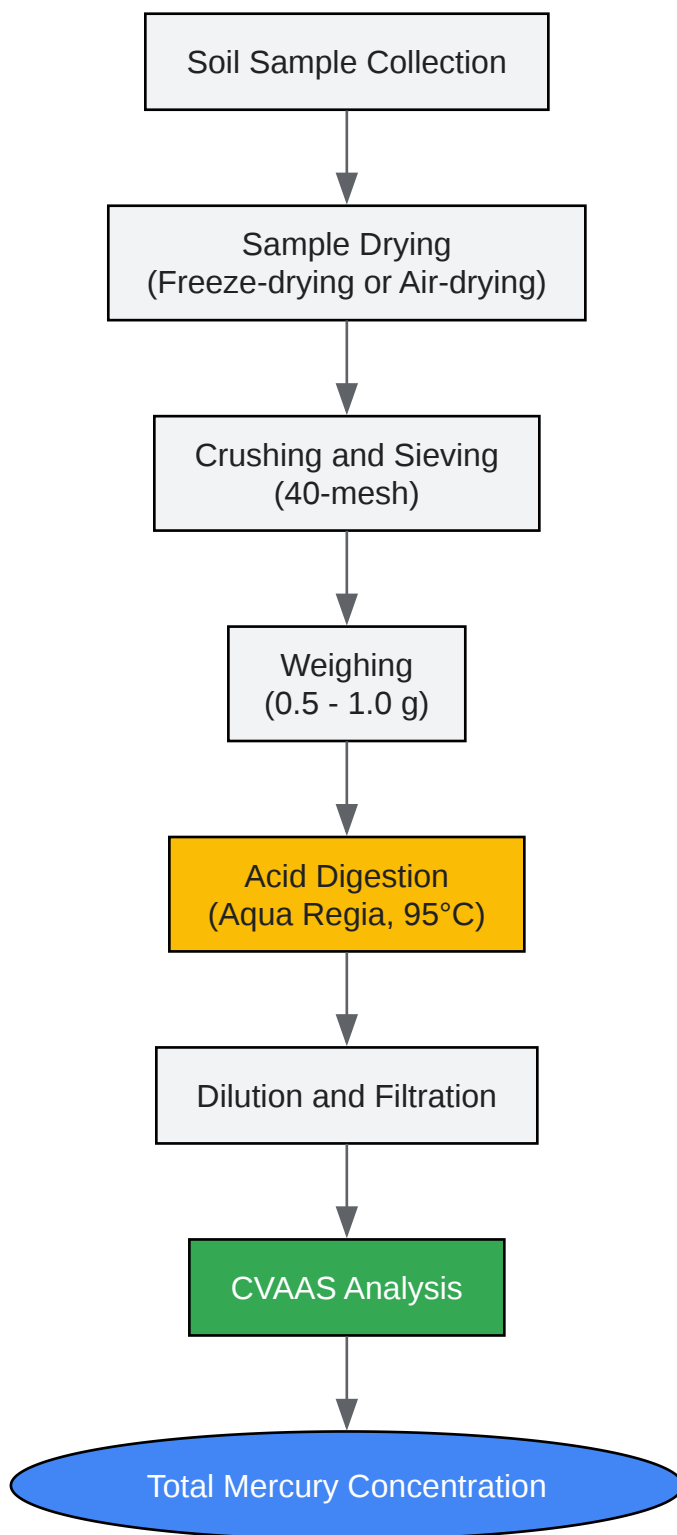 Soil Sample Collection
Sample Drying
(Freeze-drying or Air-drying)
Crushing and Sieving
(40-mesh)
Weighing
(0.5 - 1.0 g)
Acid Digestion
(Aqua Regia, 95°C)
Dilution and Filtration
CVAAS Analysis
Total Mercury Concentration